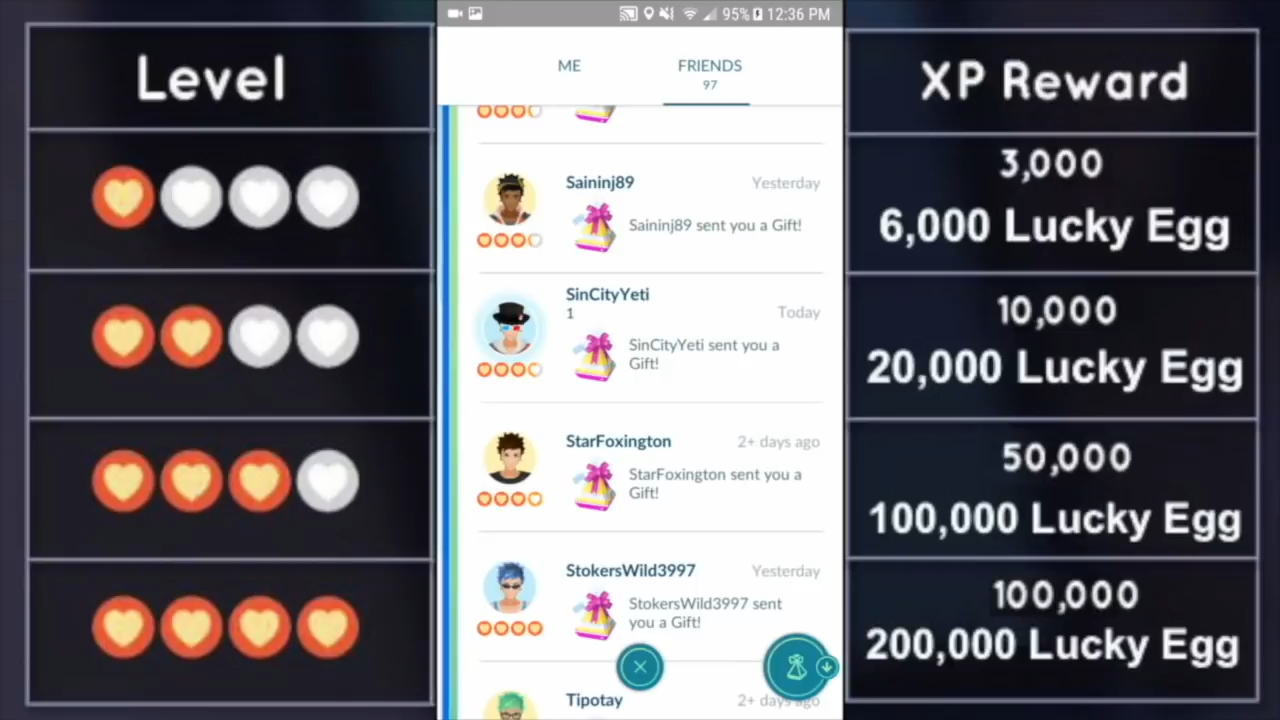 Level
95% 12:36 PM
ME
FRIENDS
97
Saininj89
Yesterday
Saininj89 sent you a Gift!
SinCityYeti
1
Today
SinCityYeti sent you a
Gift!
StarFoxington
2+ days ago
StarFoxington sent you a
Gift!
StokersWild3997
Yesterday
StokersWild3997 sent
you a Gift!
Tipotay
2+ days ago
XP Reward
3,000
6,000 Lucky Egg
10,000
20,000 Lucky Egg
50,000
100,000 Lucky Egg
100,000
200,000 Lucky Egg